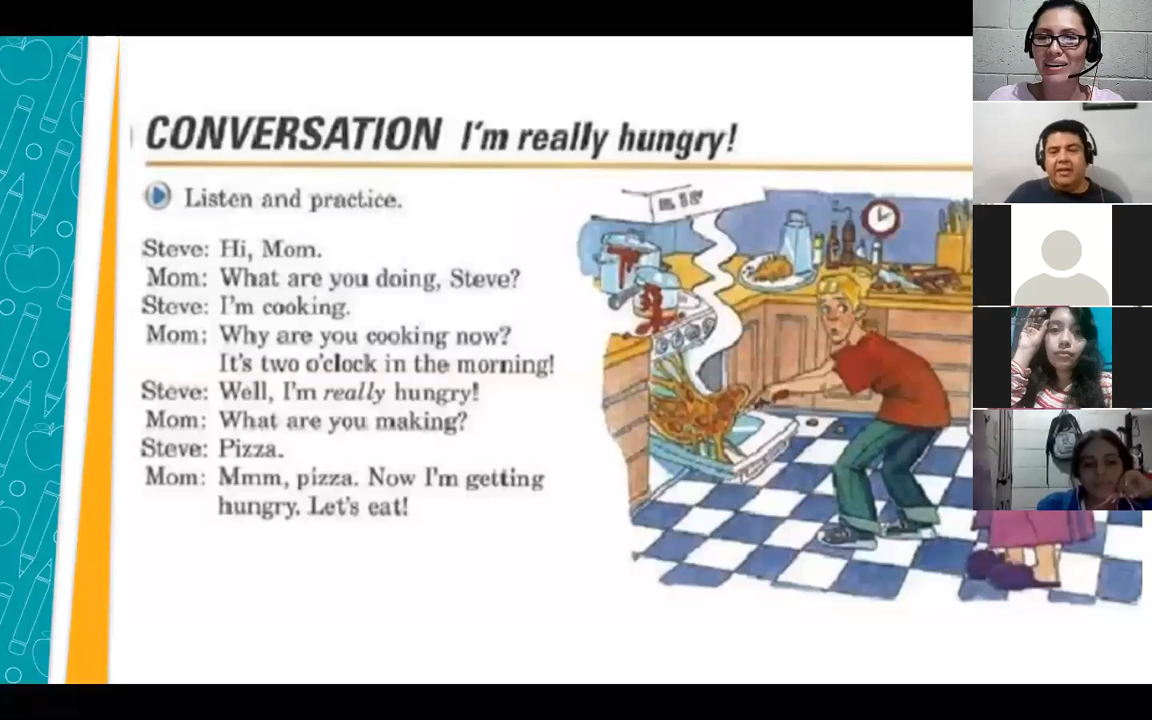 CONVERSATION I'm really hungry!
Listen and practice.
Steve: Hi, Mom.
Mom: What are you doing, Steve?
Steve: I'm cooking.
Mom: Why are you cooking now?
It's two o'clock in the morning!
Steve: Well, I'm really hungry!
Mom: What are you making?
Steve: Pizza.
Mom: Mmm, pizza. Now I'm getting
hungry. Let's eat!